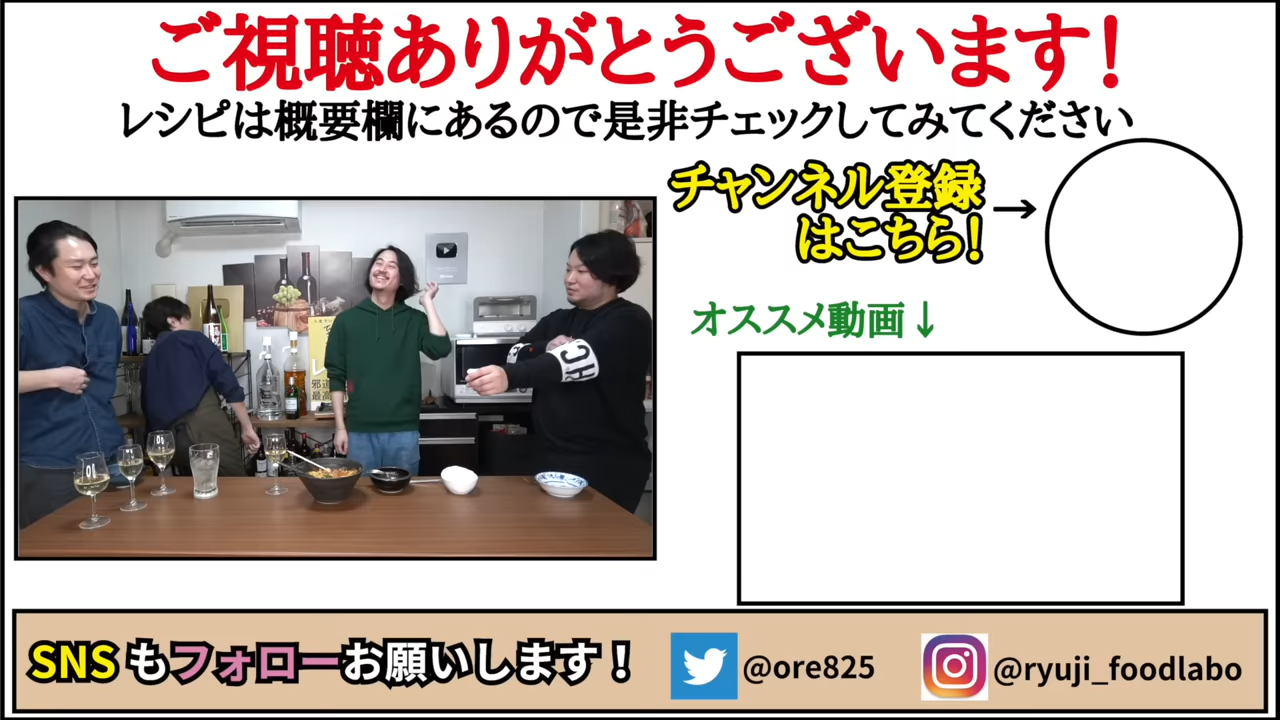 ご視聴ありがとうございます!
レシピは概要欄にあるので是非チェックしてみてください
チャンネル登録
はこちら!
→
オススメ動画↓
SNSもフォローお願いします!
@ore825
@ryuji_foodlabo